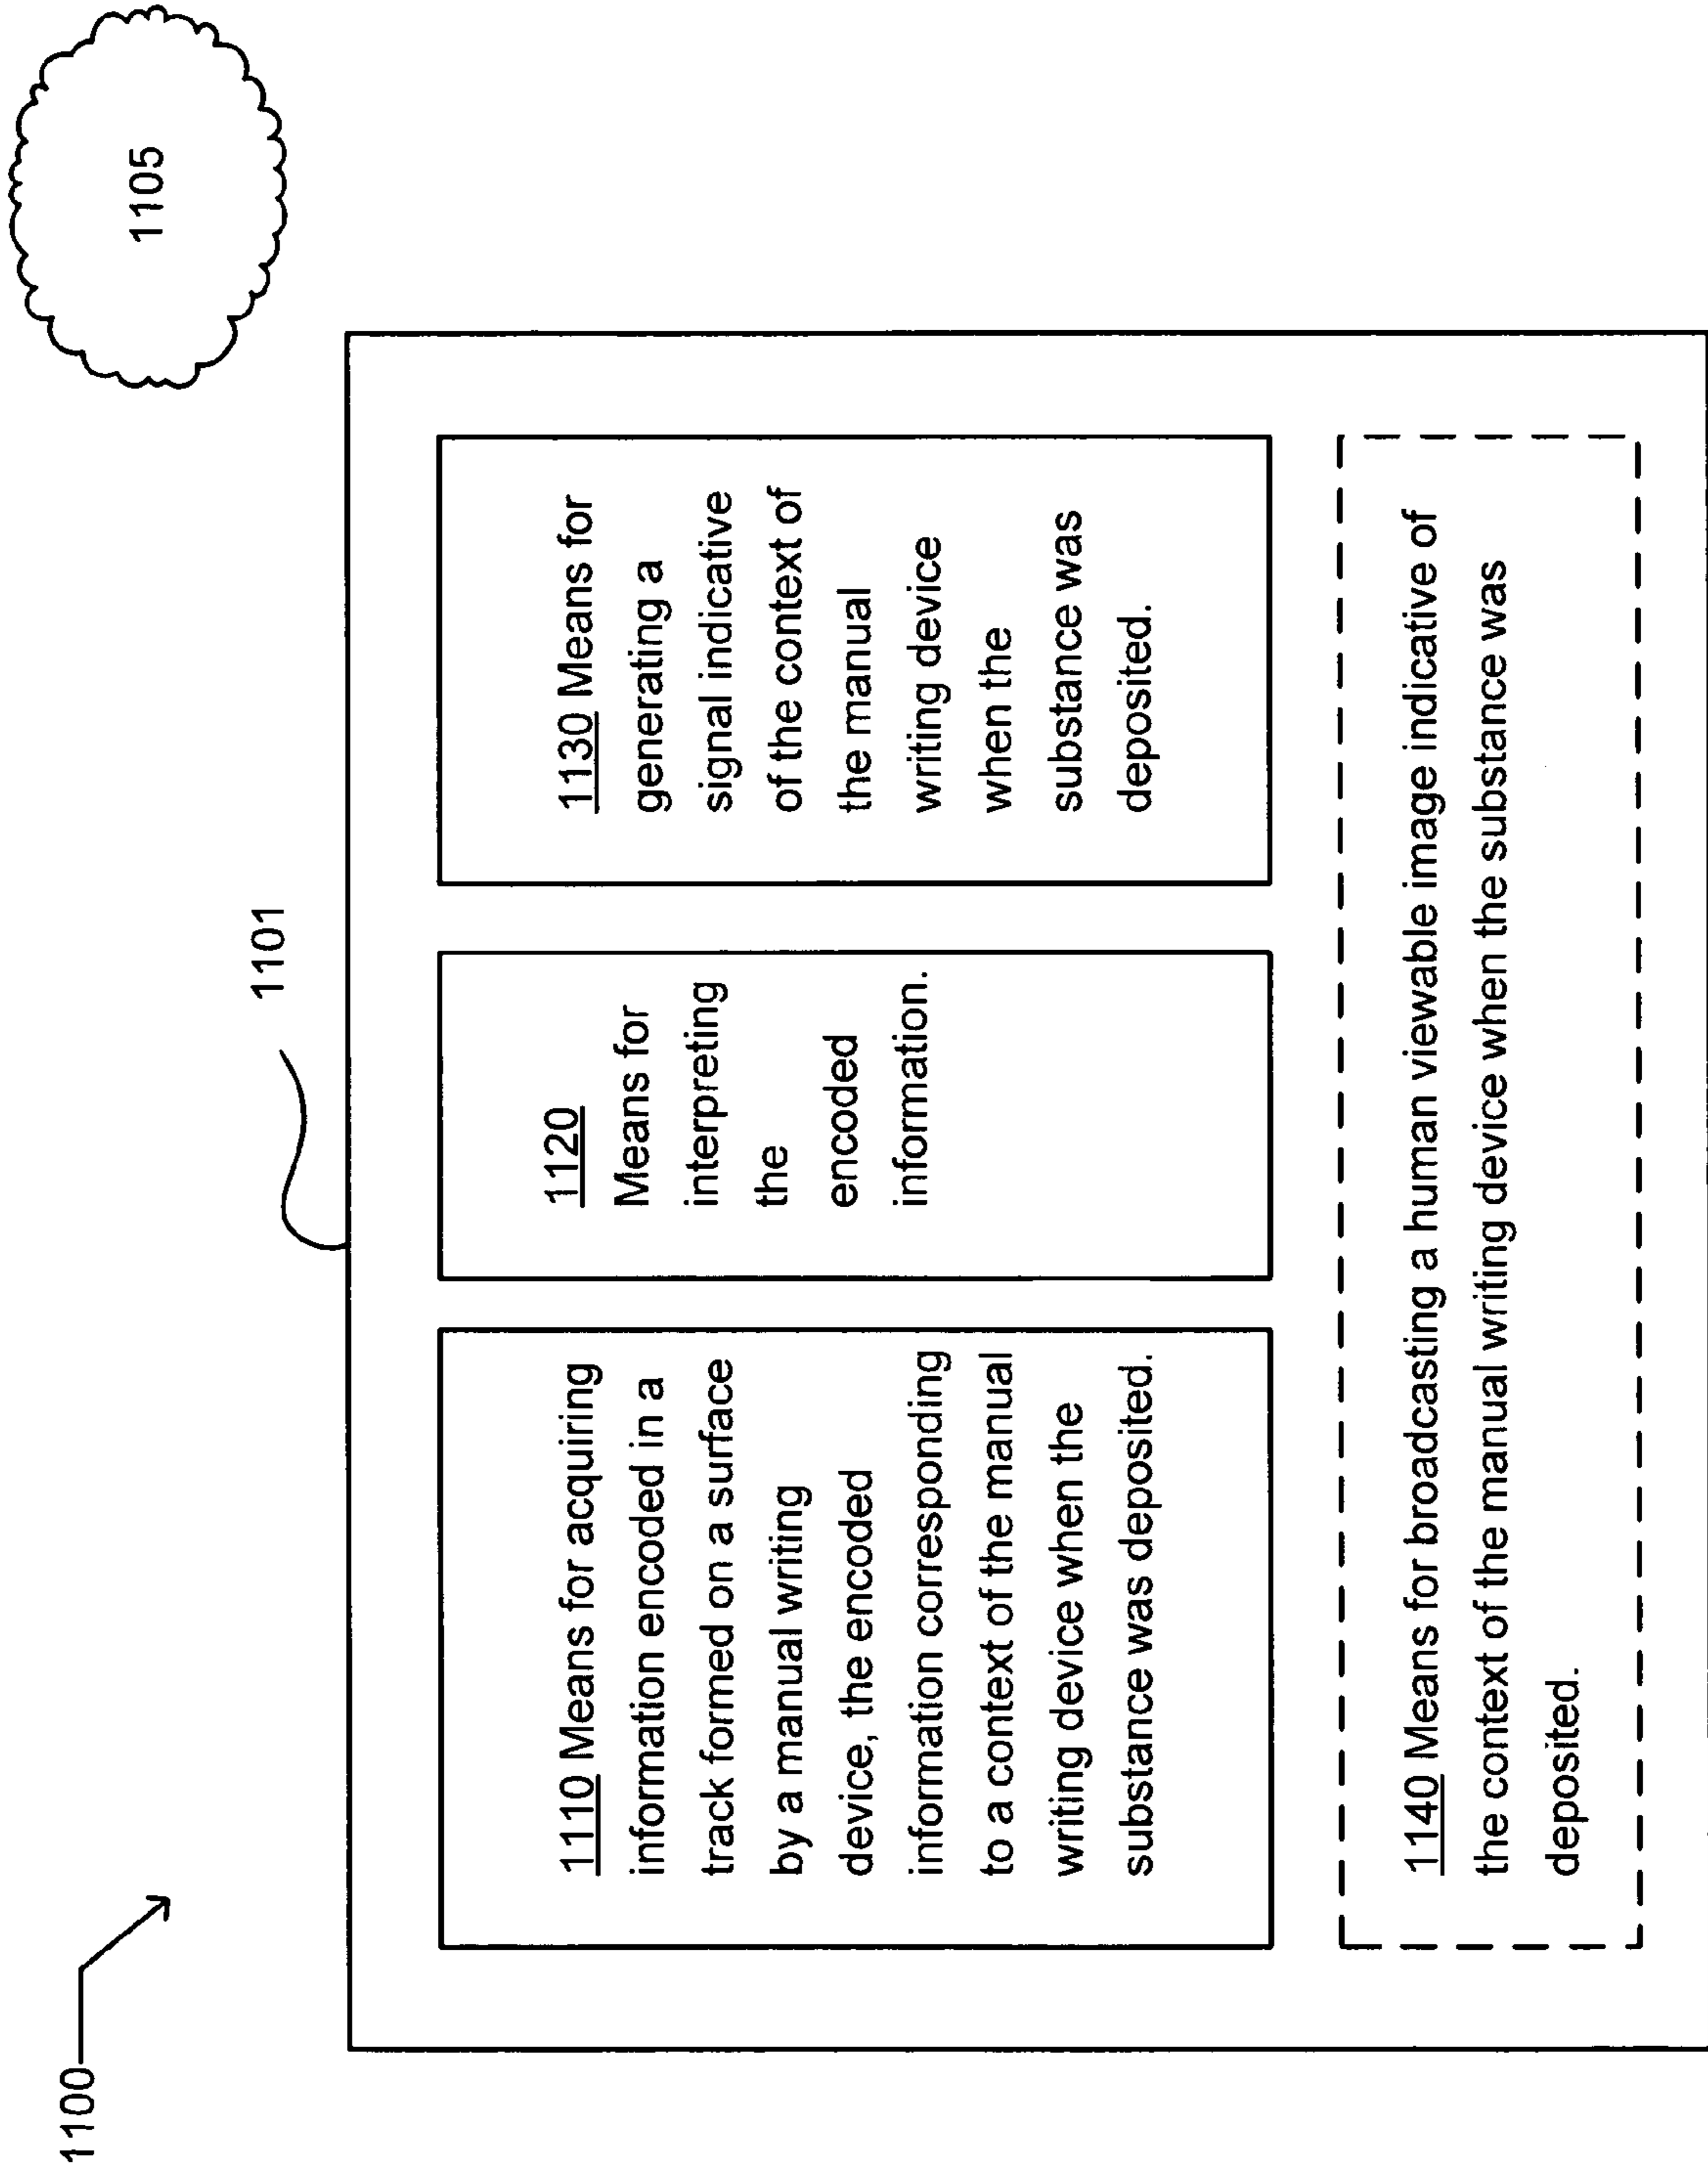 1100
1105
1101
1110 Means for acquiring
information encoded in a
track formed on a surface
by a manual writing
device, the encoded
information corresponding
to a context of the manual
writing device when the
substance was deposited.
1120
Means for
interpreting
the
encoded
information.
1130 Means for
generating a
signal indicative
of the context of
the manual
writing device
when the
substance was
deposited.
1140 Means for broadcasting a human viewable image indicative of
the context of the manual writing device when the substance was
deposited.